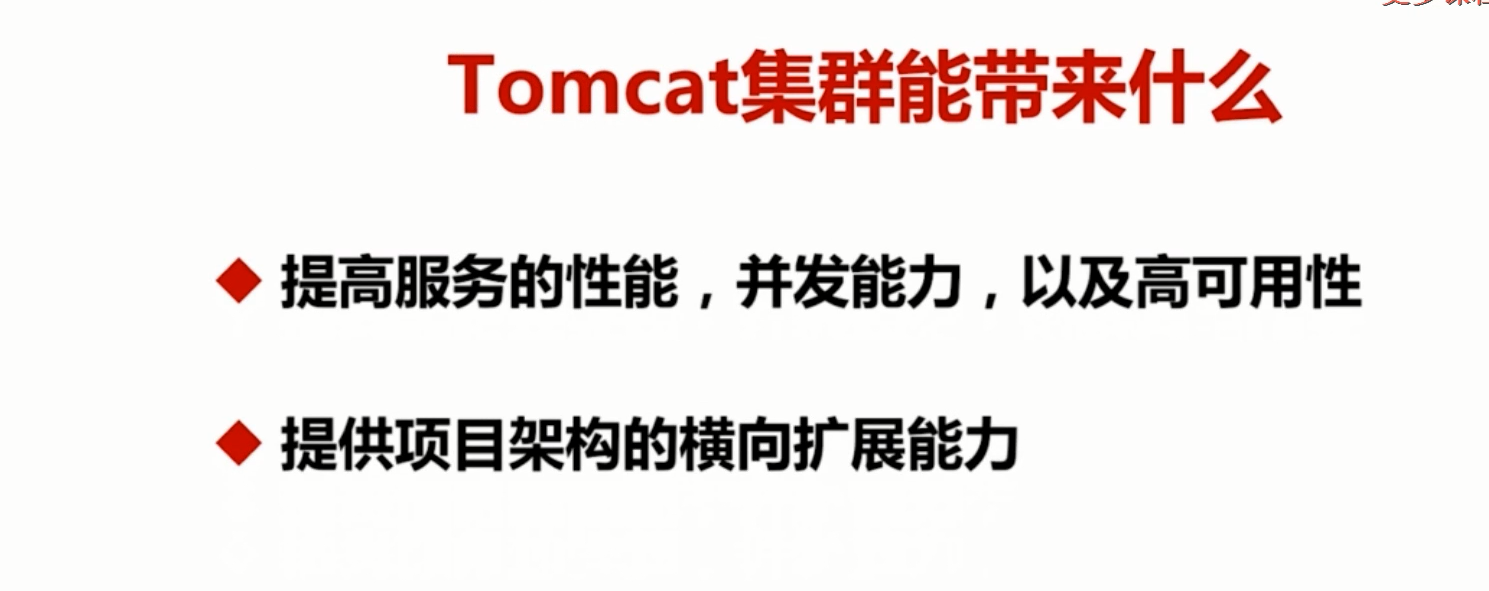 Tomcat集群能带来什么
提高服务的性能，并发能力，以及高可用性
提供项目架构的横向扩展能力